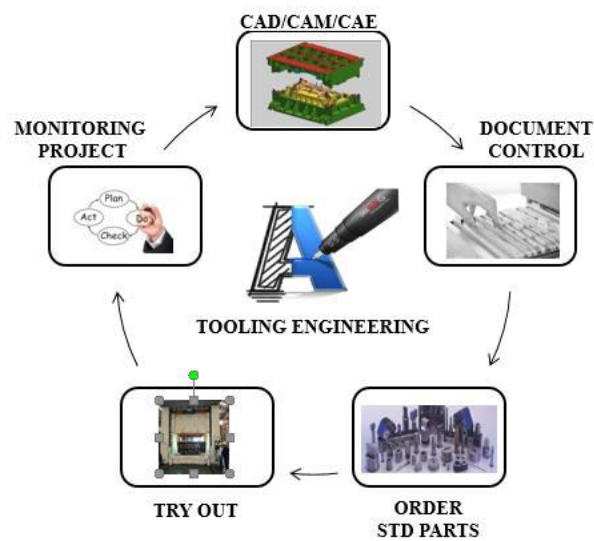 CAD/CAM/CAE
MONITORING
PROJECT
DOCUMENT
CONTROL
Plan
Act
Do
Check
A
TOOLING ENGINEERING
TRY OUT
ORDER
STD PARTS